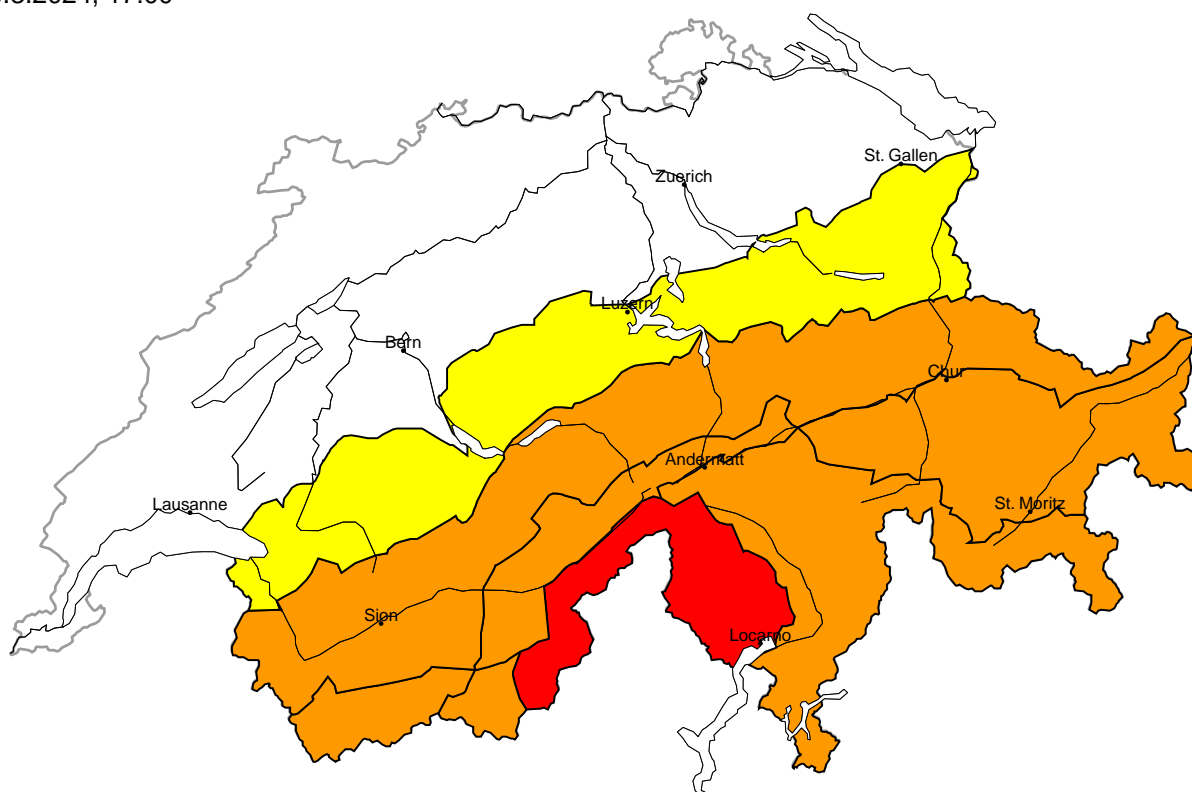 St. Gallen
Zuerich
Luzern
Bern
Chur
Andermatt
Lausanne
St. Moritz
Sion
Locarno